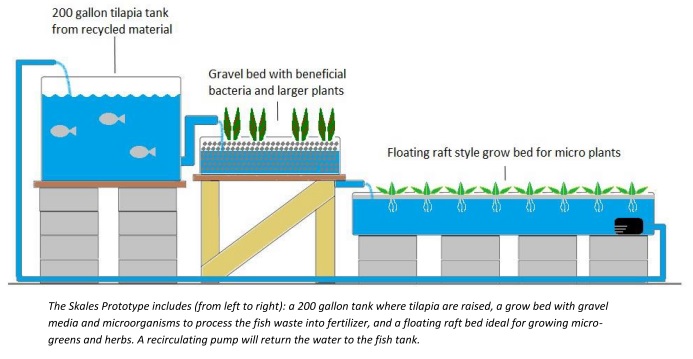 200 gallon tilapia tank
from recycled material
Gravel bed with beneficial
bacteria and larger plants
Floating raft style grow bed for micro plants
The Skales Prototype includes (from left to right): a 200 gallon tank where tilapia are raised, a grow bed with gravel
media and microorganisms to process the fish waste into fertilizer, and a floating raft bed ideal for growing micro-
greens and herbs. A recirculating pump will return the water to the fish tank.